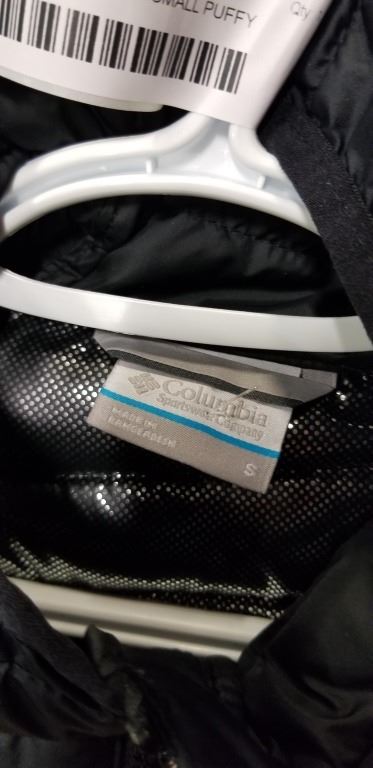 SMALL PUFFY
Qty
Columbia
Sportswear Company
MADE IN
BANGLADESH
S